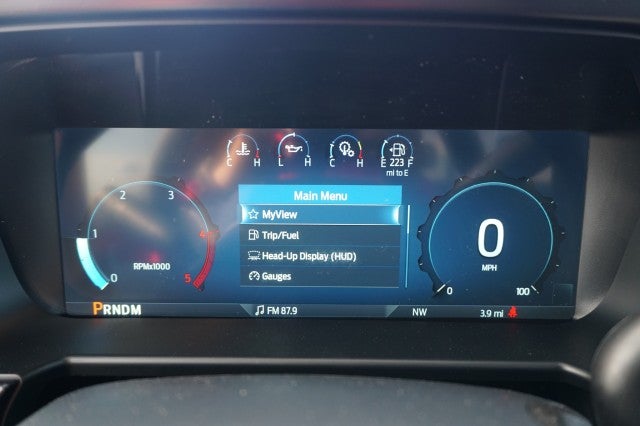 C H L H C H E 223 F
mi to E
Main Menu
MyView
Trip/Fuel
Head-Up Display (HUD)
Gauges
0 1 2 3 4 5
RPMx1000
0
MPH
0 100
PRNDM
FM 87.9
NW
3.9 mi